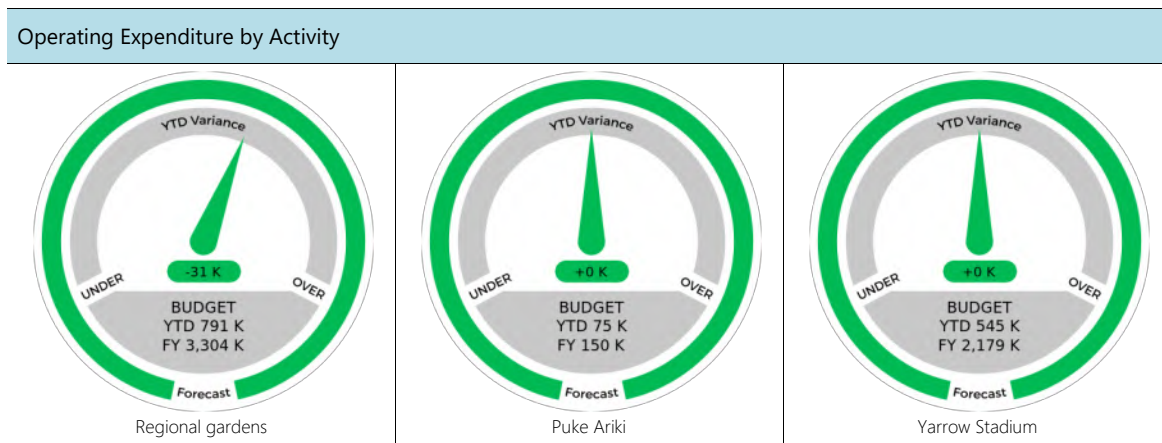 Operating Expenditure by Activity
YTD Variance
-31 K
UNDER
OVER
BUDGET
YTD 791 K
FY 3,304 K
Forecast
Regional gardens
YTD Variance
+0 K
UNDER
OVER
BUDGET
YTD 75 K
FY 150 K
Forecast
Puke Ariki
YTD Variance
+0 K
UNDER
OVER
BUDGET
YTD 545 K
FY 2,179 K
Forecast
Yarrow Stadium